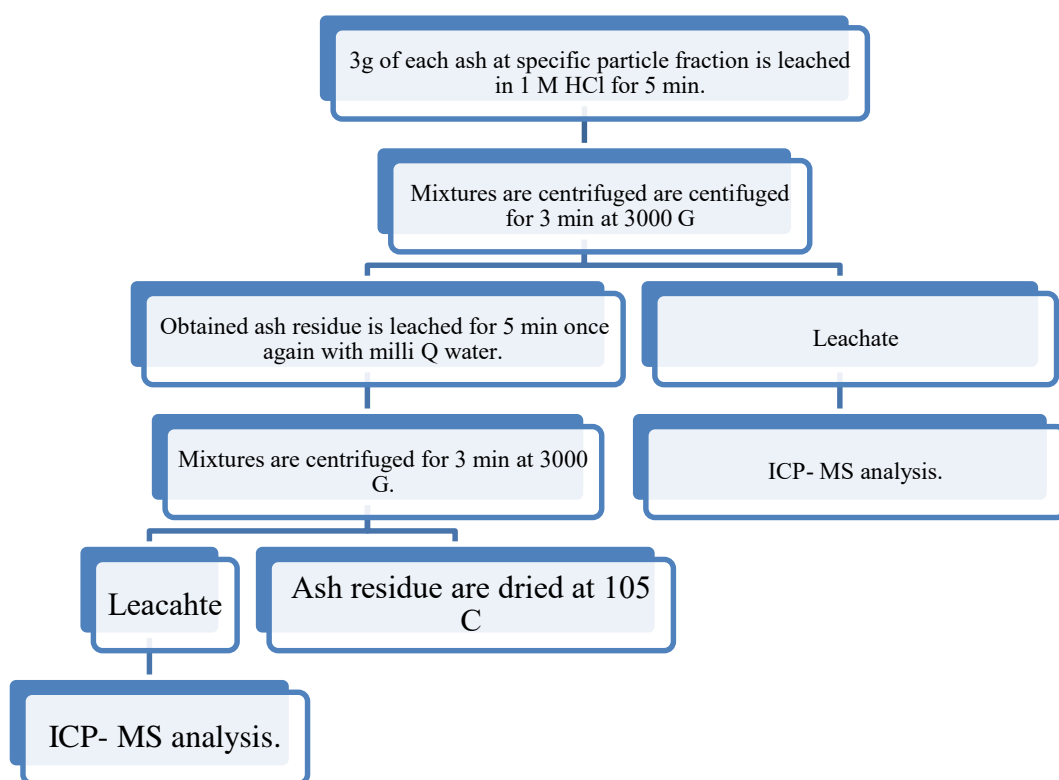 3g of each ash at specific particle fraction is leached
in 1 M HCl for 5 min.
Mixtures are centrifuged are centifuged
for 3 min at 3000 G
Obtained ash residue is leached for 5 min once
again with milli Q water.
Leachate
Mixtures are centrifuged for 3 min at 3000
G.
ICP- MS analysis.
Leacahte
Ash residue are dried at 105
C
ICP- MS analysis.